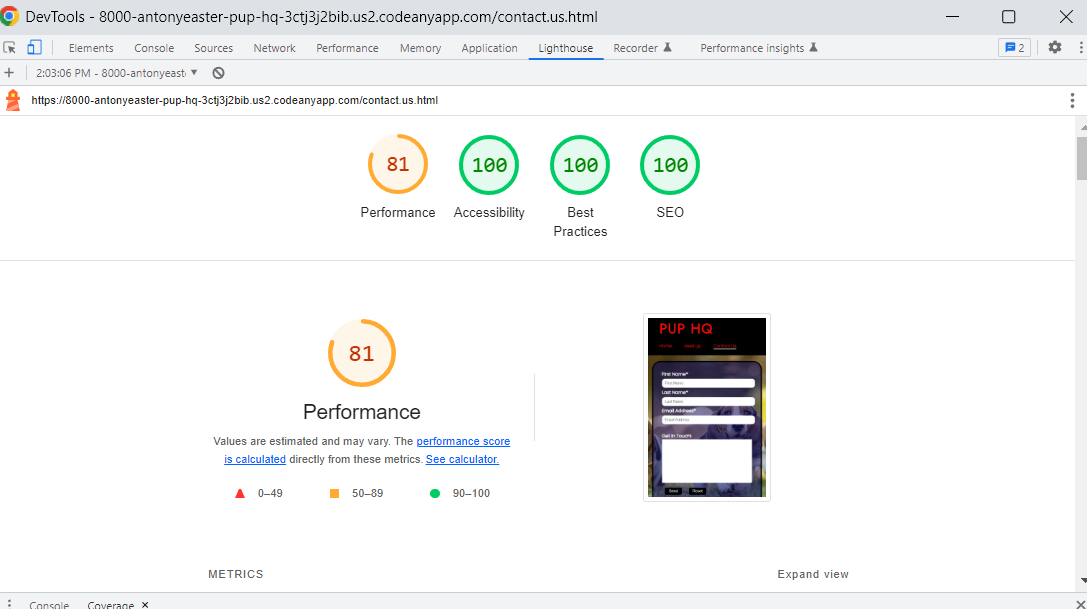 DevTools - 8000-antonyeaster-pup-hq-3ctj3j2bib.us2.codeanyapp.com/contact.us.html
Elements Console Sources Network Performance Memory Application Lighthouse Recorder Performance insights 2
2:03:06 PM - 8000-antonyeast
https://8000-antonyeaster-pup-hq-3ctj3j2bib.us2.codeanyapp.com/contact.us.html
81 100 100 100
Performance Accessibility Best Practices SEO
81
Performance
Values are estimated and may vary. The performance score
is calculated directly from these metrics. See calculator.
0–49 50–89 90–100
PUP HQ
Home Meet up Contact Us
First Name*
First Name
Last Name*
Last Name
Email Address*
Email Address
Get In Touch
Send Reset
METRICS Expand view
Console Coverage